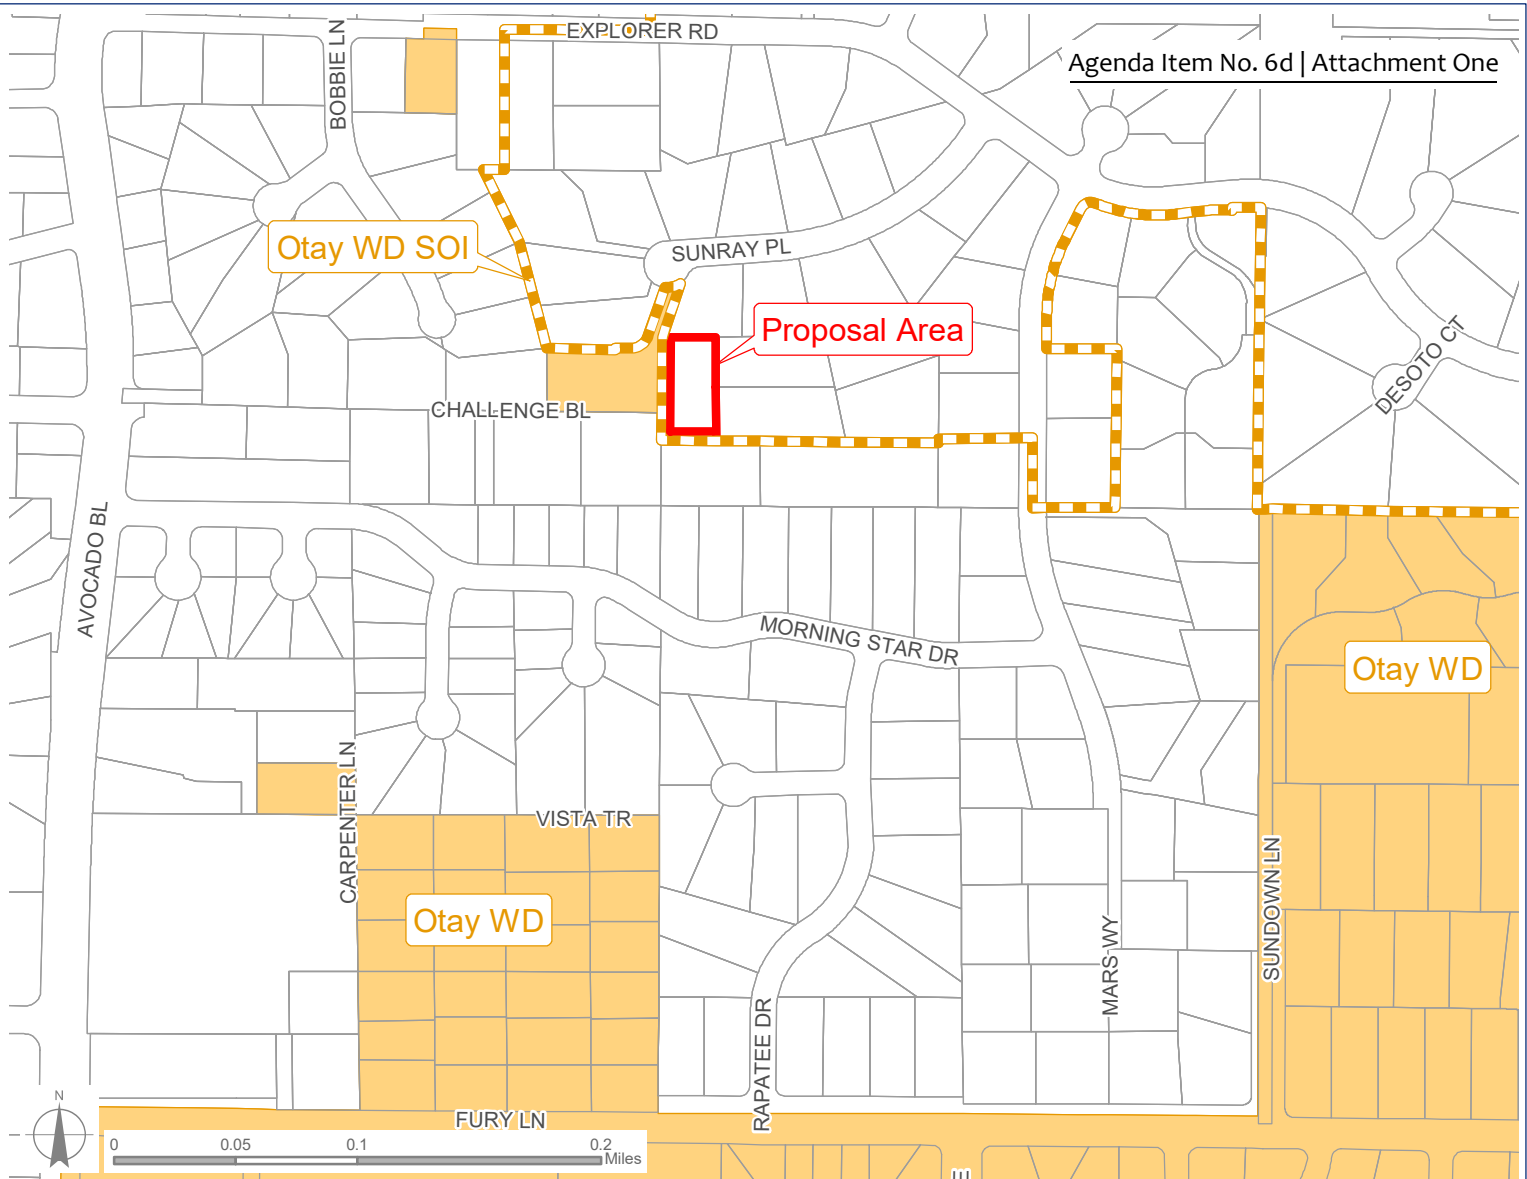 EXPLORER RD
BOBBIE LN
Agenda Item No. 6d | Attachment One
Otay WD SOI
SUNRAY PL
Proposal Area
DESOTO CT
CHALLENGE BL
AVOCADO BL
MORNING STAR DR
Otay WD
CARPENTER LN
VISTA TR
Otay WD
SUNDOWN LN
MARS WY
RAPATEE DR
FURY LN
N
0 0.05 0.1 0.2
Miles
E